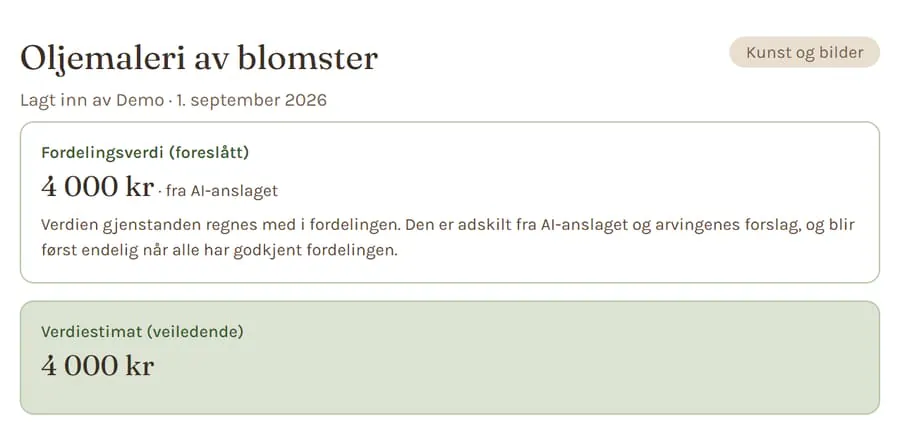 Oljemaleri av blomster
Kunst og bilder
Lagt inn av Demo · 1. september 2026
Fordelingsverdi (foreslått)
4 000 kr · fra AI-anslaget
Verdien gjenstanden regnes med i fordelingen. Den er adskilt fra AI-anslaget og arvingenes forslag, og blir
først endelig når alle har godkjent fordelingen.
Verdiestimat (veiledende)
4 000 kr